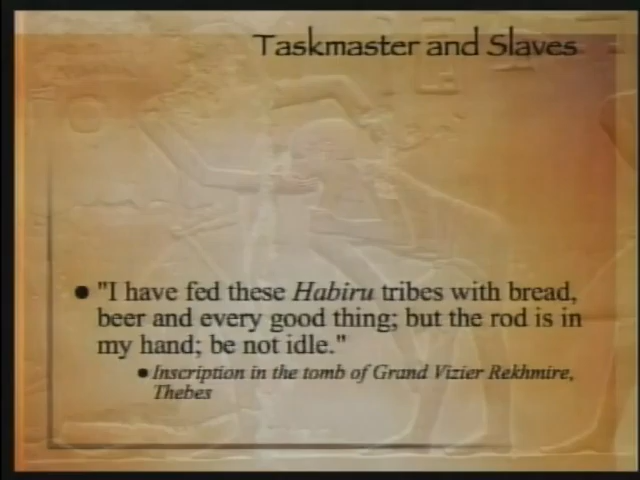 Taskmaster and Slaves
• "I have fed these Habiru tribes with bread,
beer and every good thing; but the rod is in
my hand; be not idle."
• Inscription in the tomb of Grand Vizier Rekhmire,
Thebes